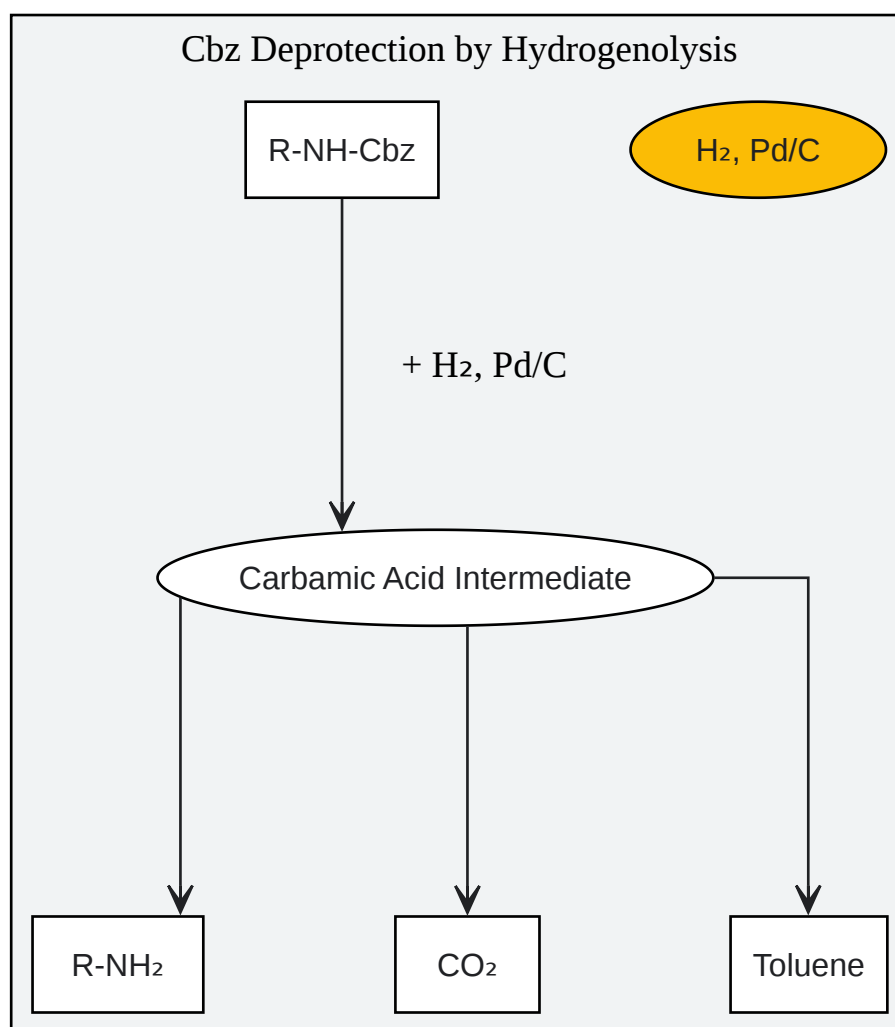 Cbz Deprotection by Hydrogenolysis
R-NH-Cbz
H₂, Pd/C
+ H₂, Pd/C
Carbamic Acid Intermediate
R-NH₂
CO₂
Toluene